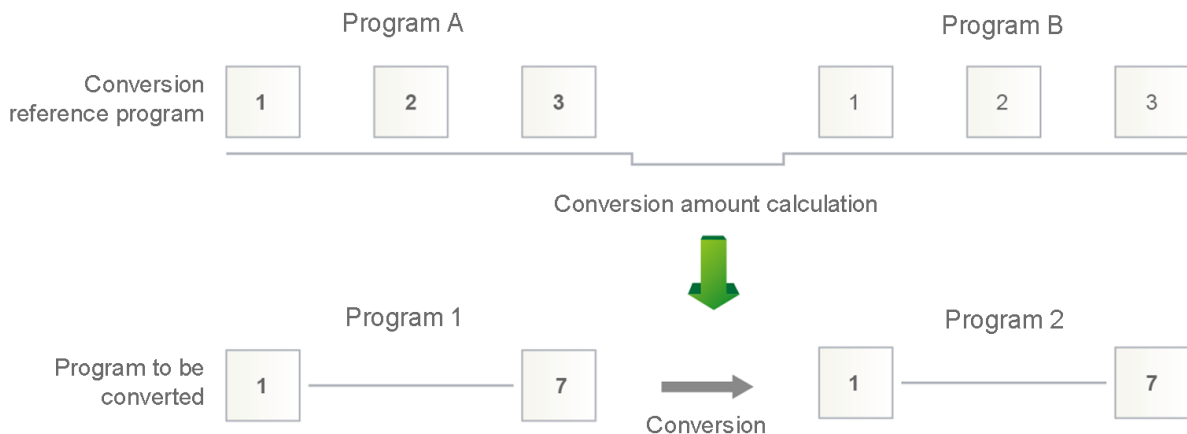 Program A
Program B
Conversion
reference program
1
2
3
1
2
3
Conversion amount calculation
Program 1
Program 2
Program to be
converted
1
7
1
7
Conversion